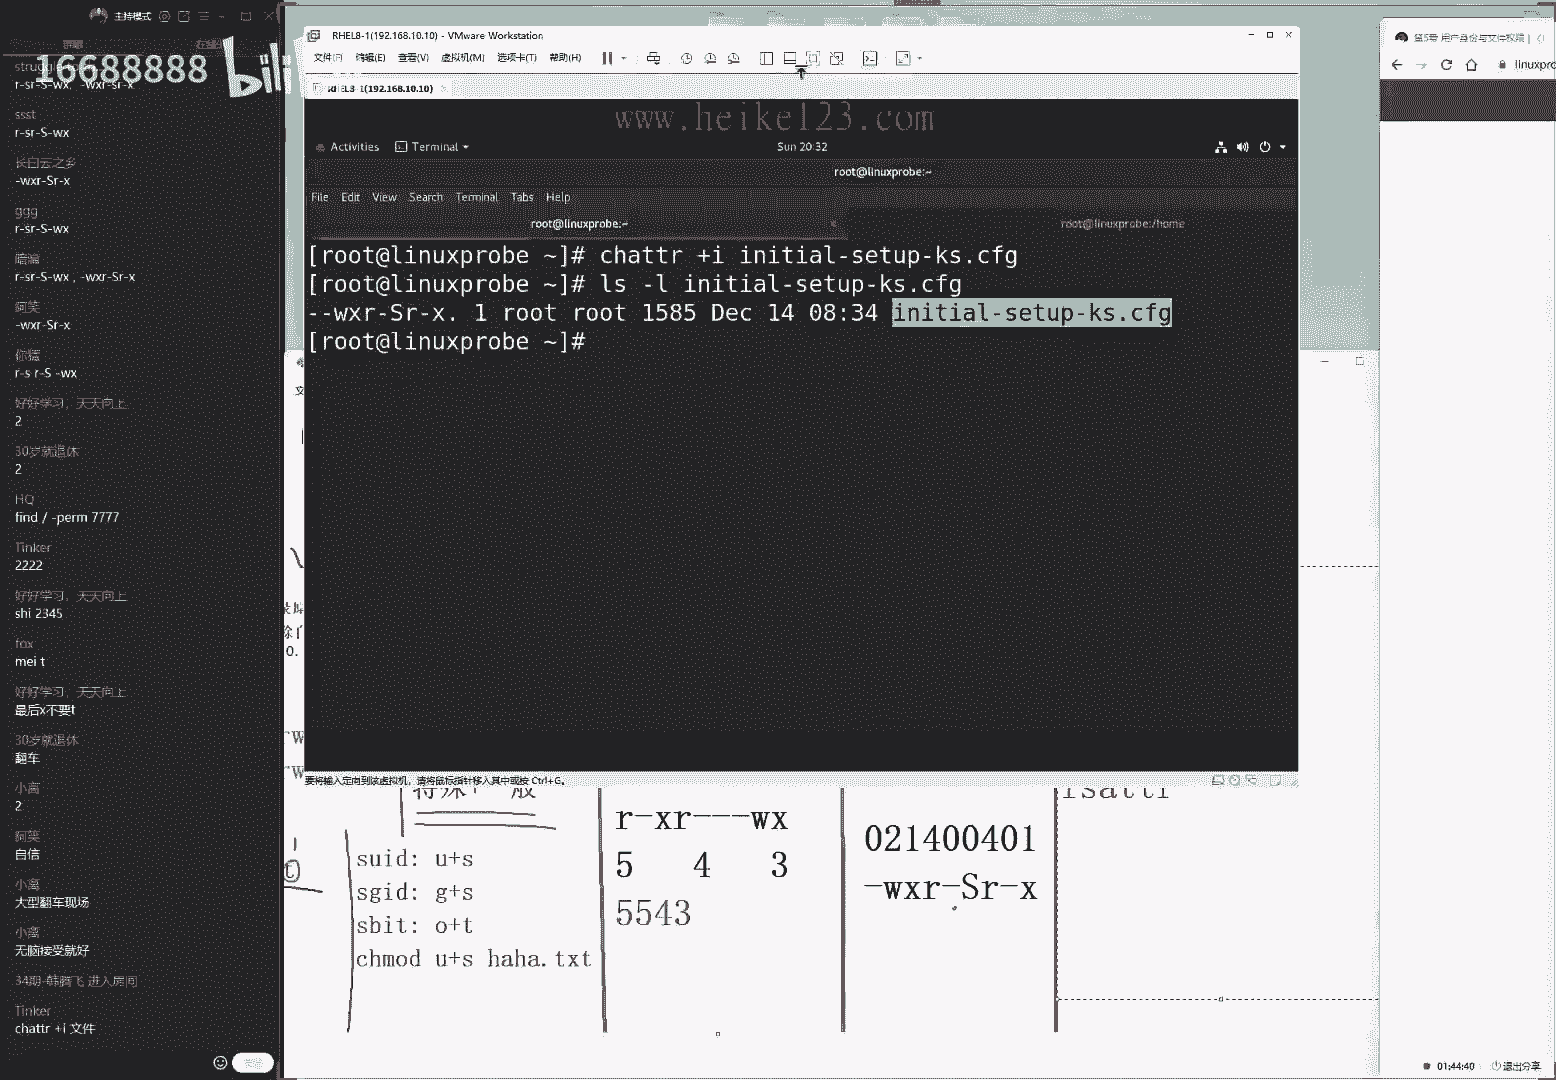 主持模式
16688888
bili
struggle
r-sr-S-wx, -wxr-Sr-x
ssst
r-sr-S-wx
长白云之乡
-wxr-Sr-x
ggg
r-sr-S-wx
r-sr-S-wx , -wxr-Sr-x
阿笑
-wxr-Sr-x
r-s r-S -wx
好好学习，天天向上
2
30岁就退休
2
HQ
find / -perm 7777
Tinker
2222
好好学习，天天向上
shi 2345
fox
mei t
好好学习，天天向上
最后x不要t
30岁就退休
翻车
小离
2
阿笑
自信
小离
大型翻车现场
小离
无脑接受就好
34期-韩腾飞 进入房间
Tinker
chattr +i 文件
RHEL8-1(192.168.10.10) - VMware Workstation
文件(F) 编辑(E) 查看(V) 虚拟机(M) 选项卡(T) 帮助(H)
RHEL8-1(192.168.10.10)
www.heike123.com
Activities Terminal
Sun 20:32
root@linuxprobe:~
File Edit View Search Terminal Tabs Help
root@linuxprobe:~ root@linuxprobe:/home
[root@linuxprobe ~]# chattr +i initial-setup-ks.cfg
[root@linuxprobe ~]# ls -l initial-setup-ks.cfg
--wxr-Sr-x. 1 root root 1585 Dec 14 08:34 initial-setup-ks.cfg
[root@linuxprobe ~]#
要将输入定向到该虚拟机，请将鼠标指针移入其中或按 Ctrl+G。
第5章 用户身份与文件权限
linuxpro
suid: u+s
sgid: g+s
sbit: o+t
chmod u+s haha.txt
r-xr---wx
5 4 3
5543
021400401
-wxr-Sr-x
lsattr
01:44:40 退出分享